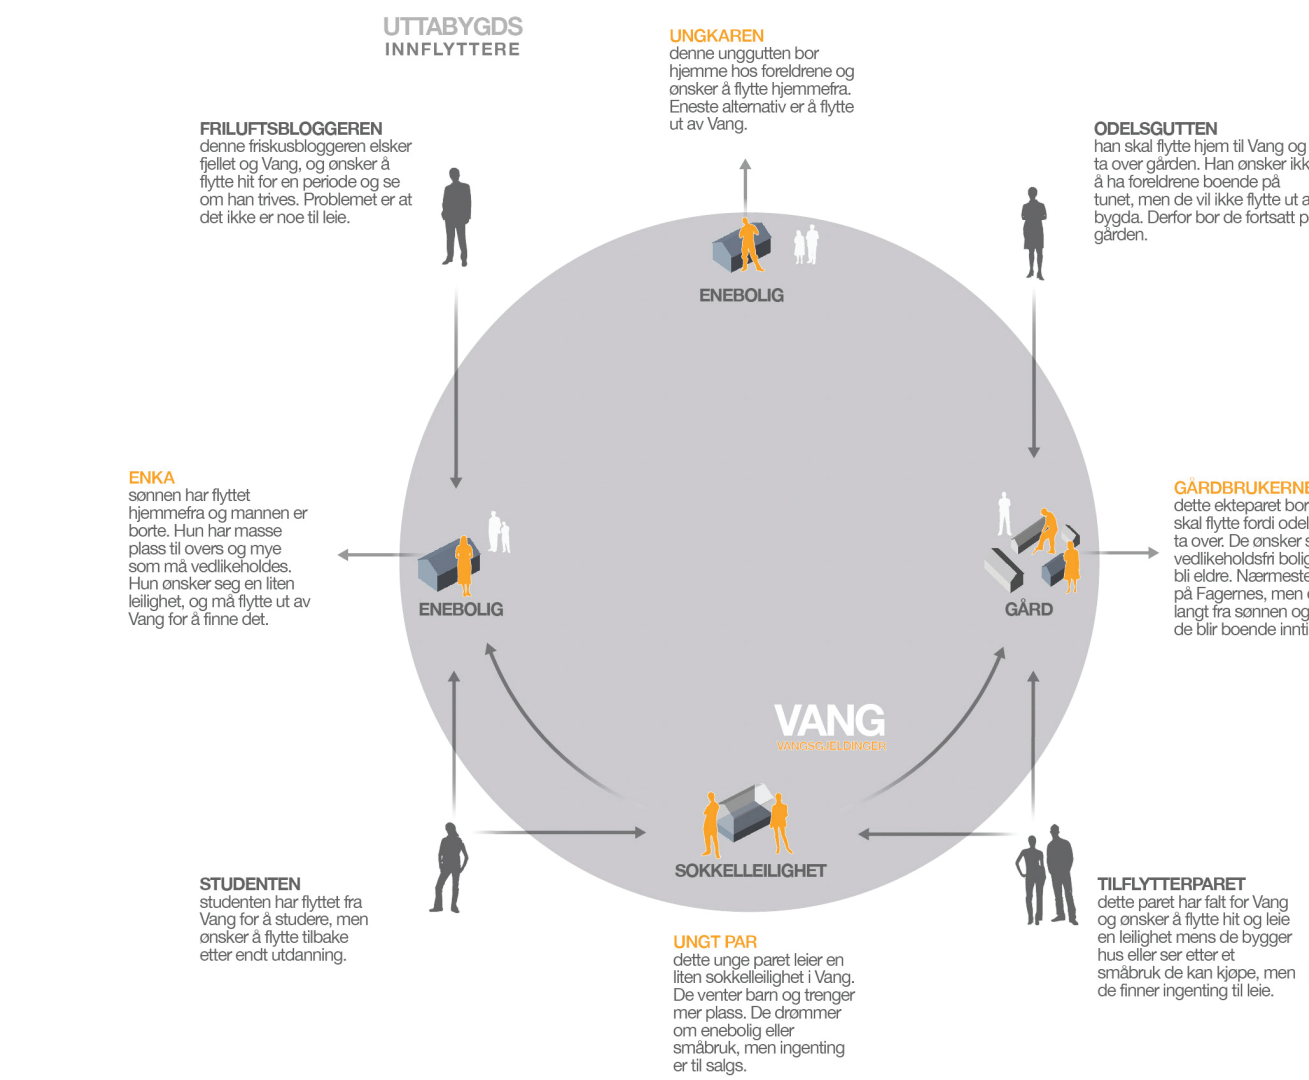 UTTABYGDS
INNFLYTTERE
UNGKAREN
denne unggutten bor
hjemme hos foreldrene og
ønsker å flytte hjemmefra.
Eneste alternativ er å flytte
ut av Vang.
FRILUFTSBLOGGEREN
denne friskusbloggeren elsker
fjellet og Vang, og ønsker å
flytte hit for en periode og se
om han trives. Problemet er at
det ikke er noe til leie.
ODELSGUTTEN
han skal flytte hjem til Vang og
ta over gården. Han ønsker ikk
å ha foreldrene boende på
tunet, men de vil ikke flytte ut a
bygda. Derfor bor de fortsatt p
gården.
ENEBOLIG
ENKA
sønnen har flyttet
hjemmefra og mannen er
borte. Hun har masse
plass til overs og mye
som må vedlikeholdes.
Hun ønsker seg en liten
leilighet, og må flytte ut av
Vang for å finne det.
ENEBOLIG
GÅRD
GÅRDBRUKERNE
dette ekteparet bor
skal flytte fordi odel
ta over. De ønsker s
vedlikeholdsfri bolig
bli eldre. Nærmeste
på Fagernes, men
langt fra sønnen og
de blir boende innti
VANG
VANGSGJELDINGER
SOKKELLEILIGHET
STUDENTEN
studenten har flyttet fra
Vang for å studere, men
ønsker å flytte tilbake
etter endt utdanning.
UNGT PAR
dette unge paret leier en
liten sokkelleilighet i Vang.
De venter barn og trenger
mer plass. De drømmer
om enebolig eller
småbruk, men ingenting
er til salgs.
TILFLYTTERPARET
dette paret har falt for Vang
og ønsker å flytte hit og leie
en leilighet mens de bygger
hus eller ser etter et
småbruk de kan kjøpe, men
de finner ingenting til leie.